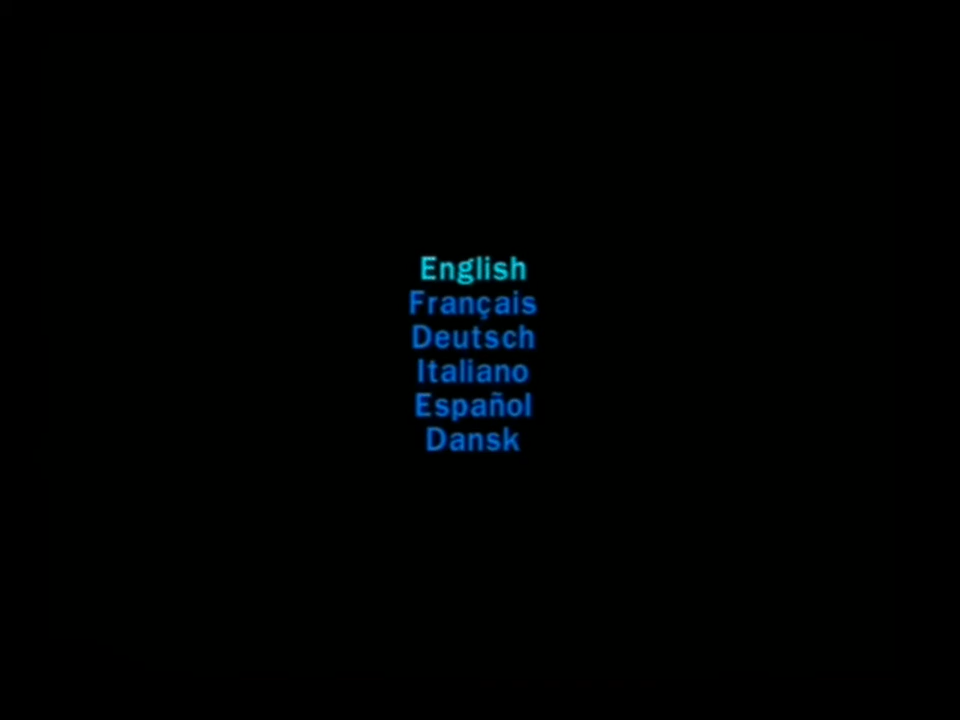 English
Français
Deutsch
Italiano
Español
Dansk